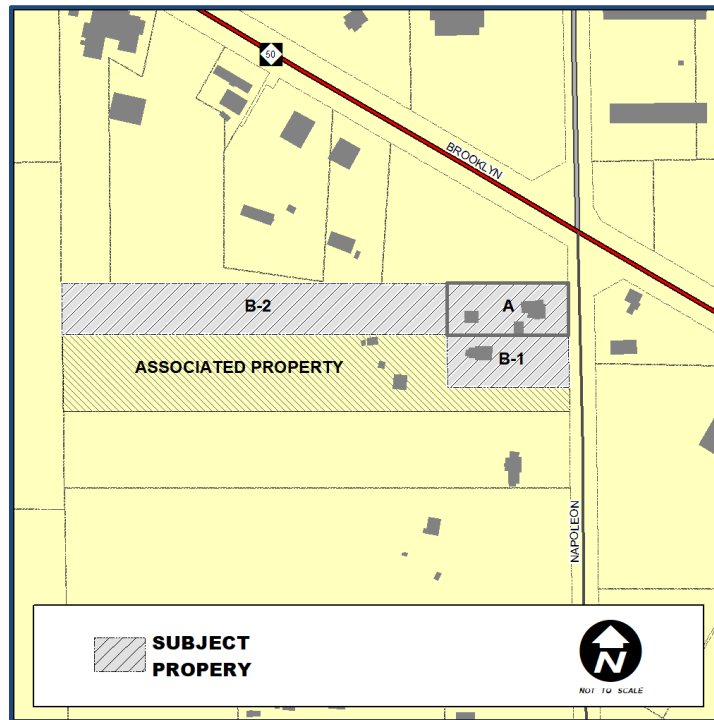 50
BROOKLYN
B-2
A
ASSOCIATED PROPERTY
B-1
NAPOLEON
SUBJECT
PROPERY
N
NOT TO SCALE